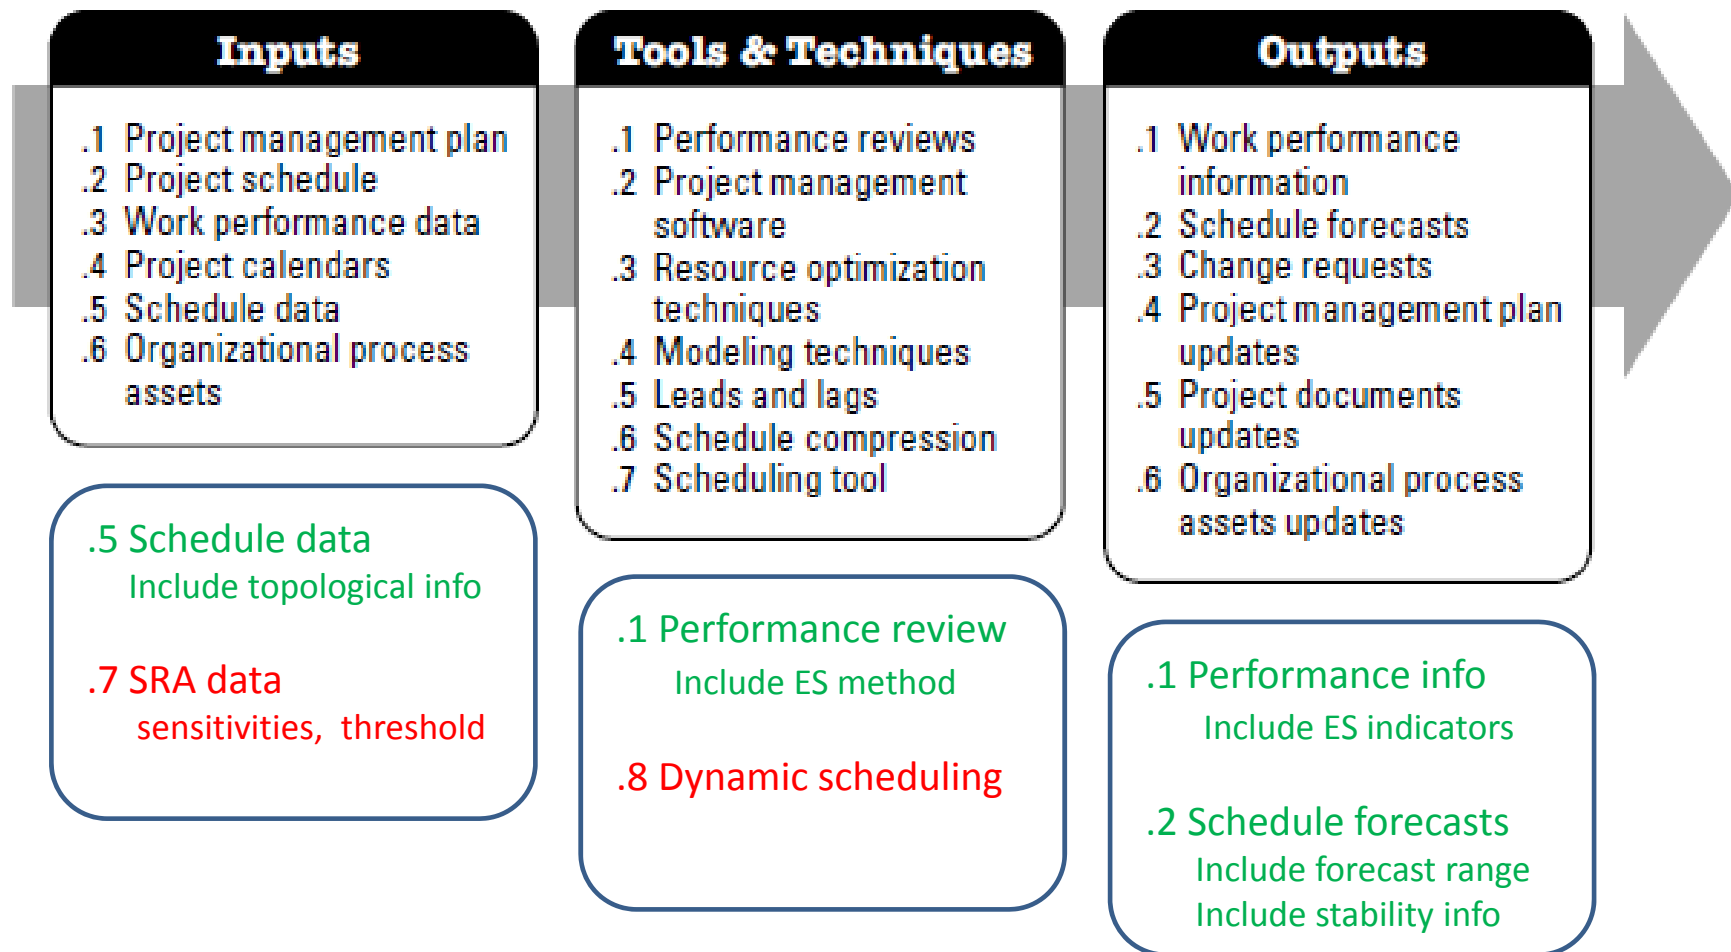 Inputs
.1 Project management plan
.2 Project schedule
.3 Work performance data
.4 Project calendars
.5 Schedule data
.6 Organizational process
assets
.5 Schedule data
Include topological info
.7 SRA data
sensitivities, threshold
Tools & Techniques
.1 Performance reviews
.2 Project management
software
.3 Resource optimization
techniques
.4 Modeling techniques
.5 Leads and lags
.6 Schedule compression
.7 Scheduling tool
.1 Performance review
Include ES method
.8 Dynamic scheduling
Outputs
.1 Work performance
information
.2 Schedule forecasts
.3 Change requests
.4 Project management plan
updates
.5 Project documents
updates
.6 Organizational process
assets updates
.1 Performance info
Include ES indicators
.2 Schedule forecasts
Include forecast range
Include stability info